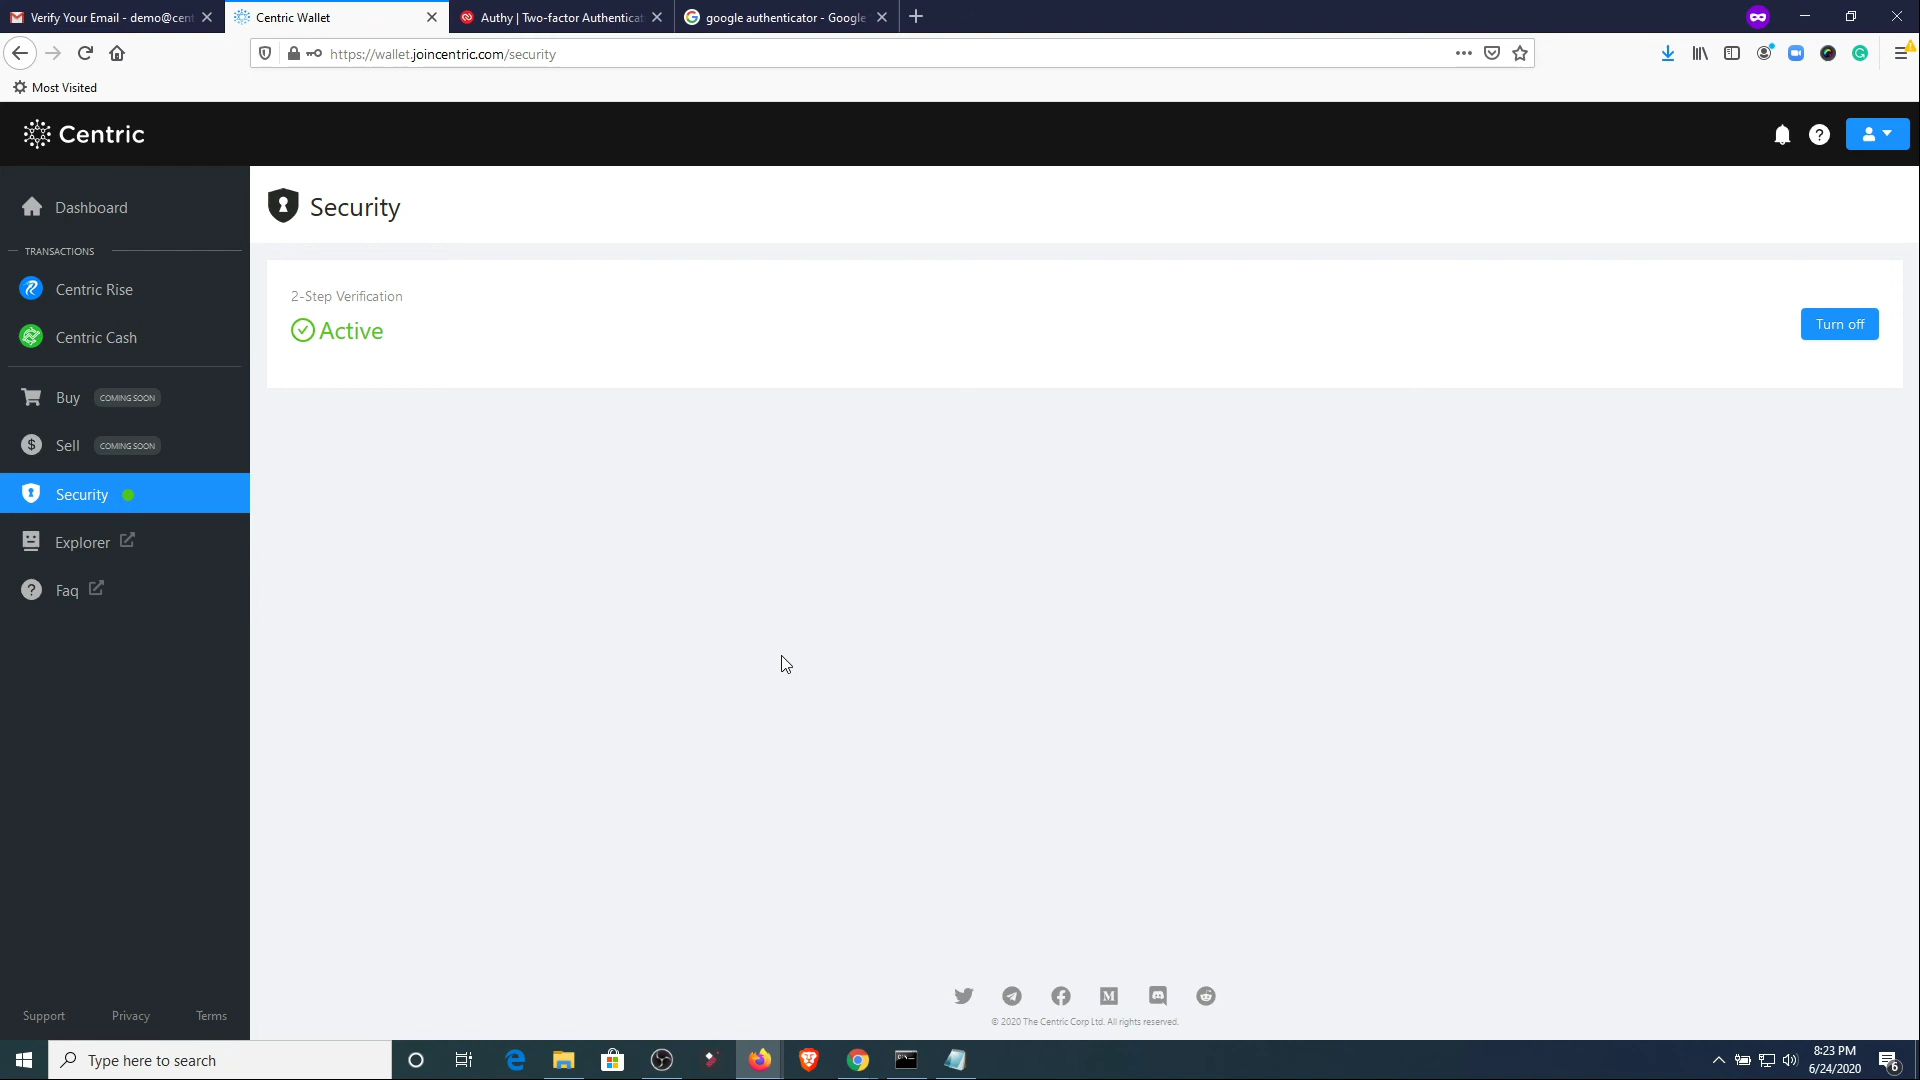 Verify Your Email - demo@cent
Centric Wallet
Authy | Two-factor Authenticat
google authenticator - Google
https://wallet.joincentric.com/security
Most Visited
Centric
Dashboard
TRANSACTIONS
Centric Rise
Centric Cash
Buy COMING SOON
Sell COMING SOON
Security
Explorer
Faq
Support Privacy Terms
Security
2-Step Verification
Active
Turn off
© 2020 The Centric Corp Ltd. All rights reserved.
Type here to search
8:23 PM
6/24/2020
6